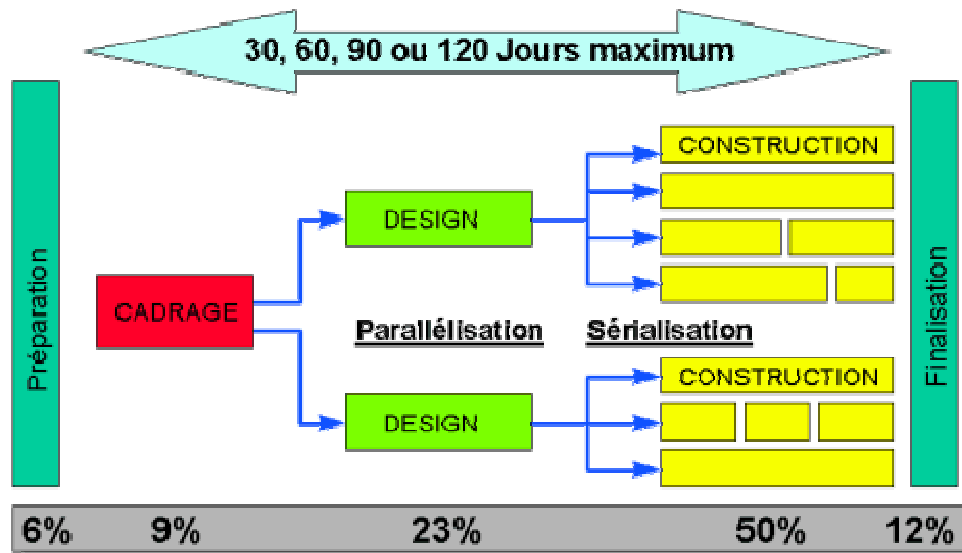 30, 60, 90 ou 120 Jours maximum
Préparation
CADRAGE
DESIGN
DESIGN
Parallélisation
Sérialisation
CONSTRUCTION
CONSTRUCTION
Finalisation
6% 9% 23% 50% 12%